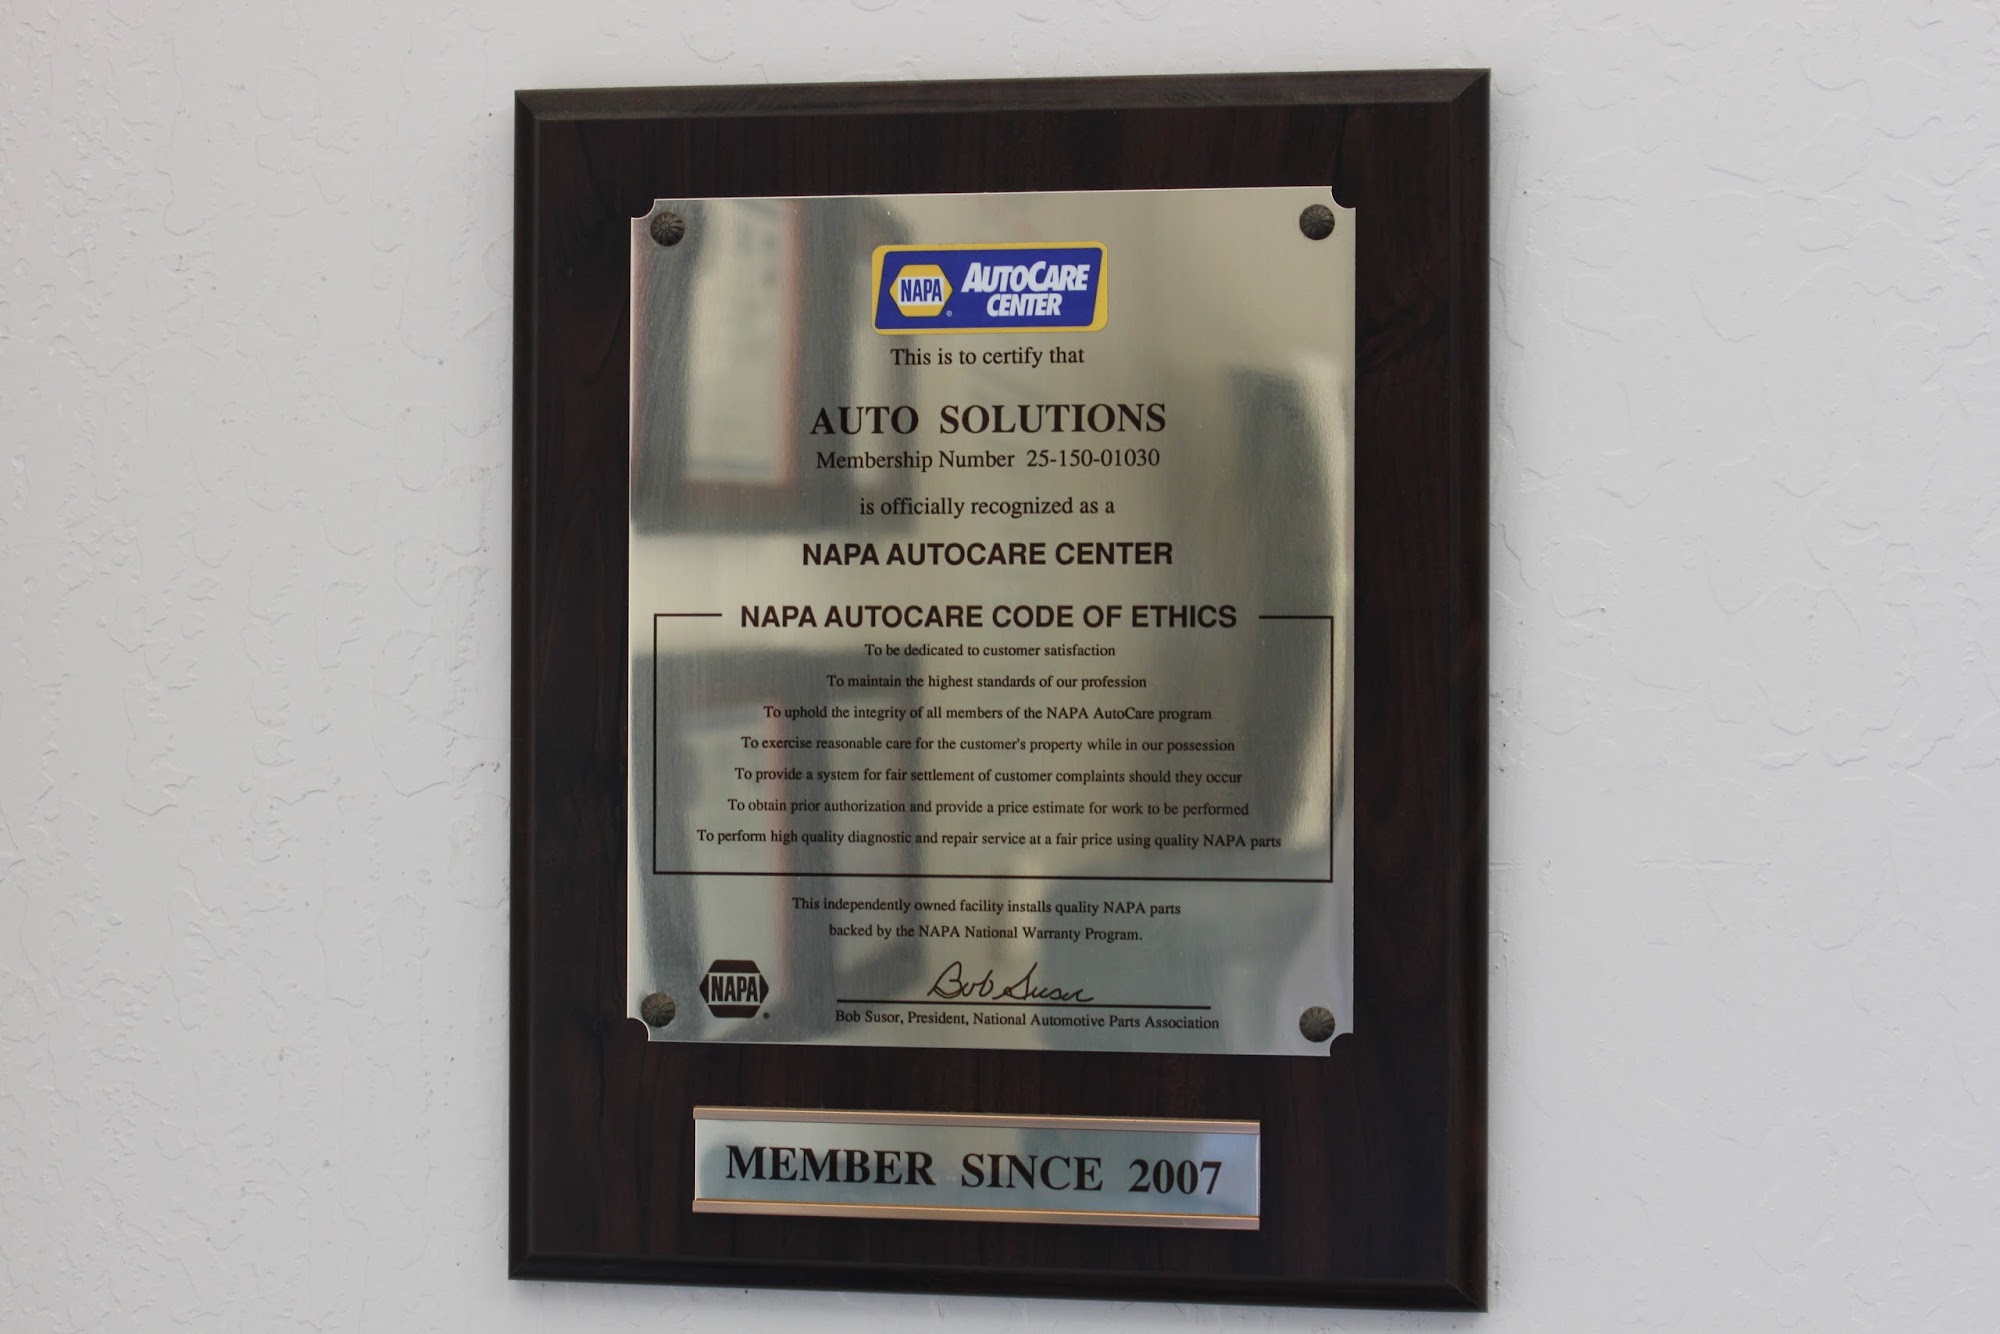 NAPA AUTOCARE
CENTER
This is to certify that
AUTO SOLUTIONS
Membership Number 25-150-01030
is officially recognized as a
NAPA AUTOCARE CENTER
NAPA AUTOCARE CODE OF ETHICS
To be dedicated to customer satisfaction
To maintain the highest standards of our profession
To uphold the integrity of all members of the NAPA AutoCare program
To exercise reasonable care for the customer's property while in our possession
To provide a system for fair settlement of customer complaints should they occur
To obtain prior authorization and provide a price estimate for work to be performed
To perform high quality diagnostic and repair service at a fair price using quality NAPA parts
This independently owned facility installs quality NAPA parts
backed by the NAPA National Warranty Program.
NAPA
Bob Susor
Bob Susor, President, National Automotive Parts Association
MEMBER SINCE 2007